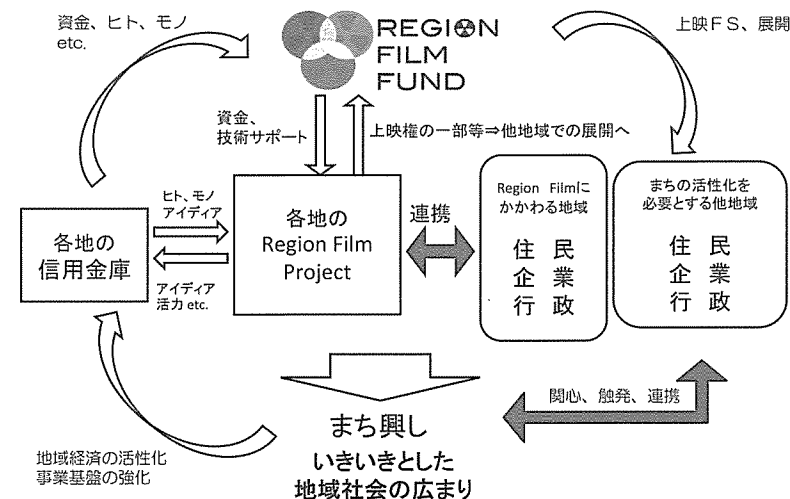 資金、ヒト、モノ
etc.
REGION
FILM
FUND
上映FS、展開
資金、
技術サポート
上映権の一部等⇒他地域での展開へ
各地の
信用金庫
ヒト、モノ
アイディア
アイディア
活力 etc.
各地の
Region Film
Project
連携
Region Filmに
かかわる地域
住 民
企 業
行 政
まちの活性化を
必要とする他地域
住 民
企 業
行 政
関心、触発、連携
まち興し
いきいきとした
地域社会の広まり
地域経済の活性化
事業基盤の強化